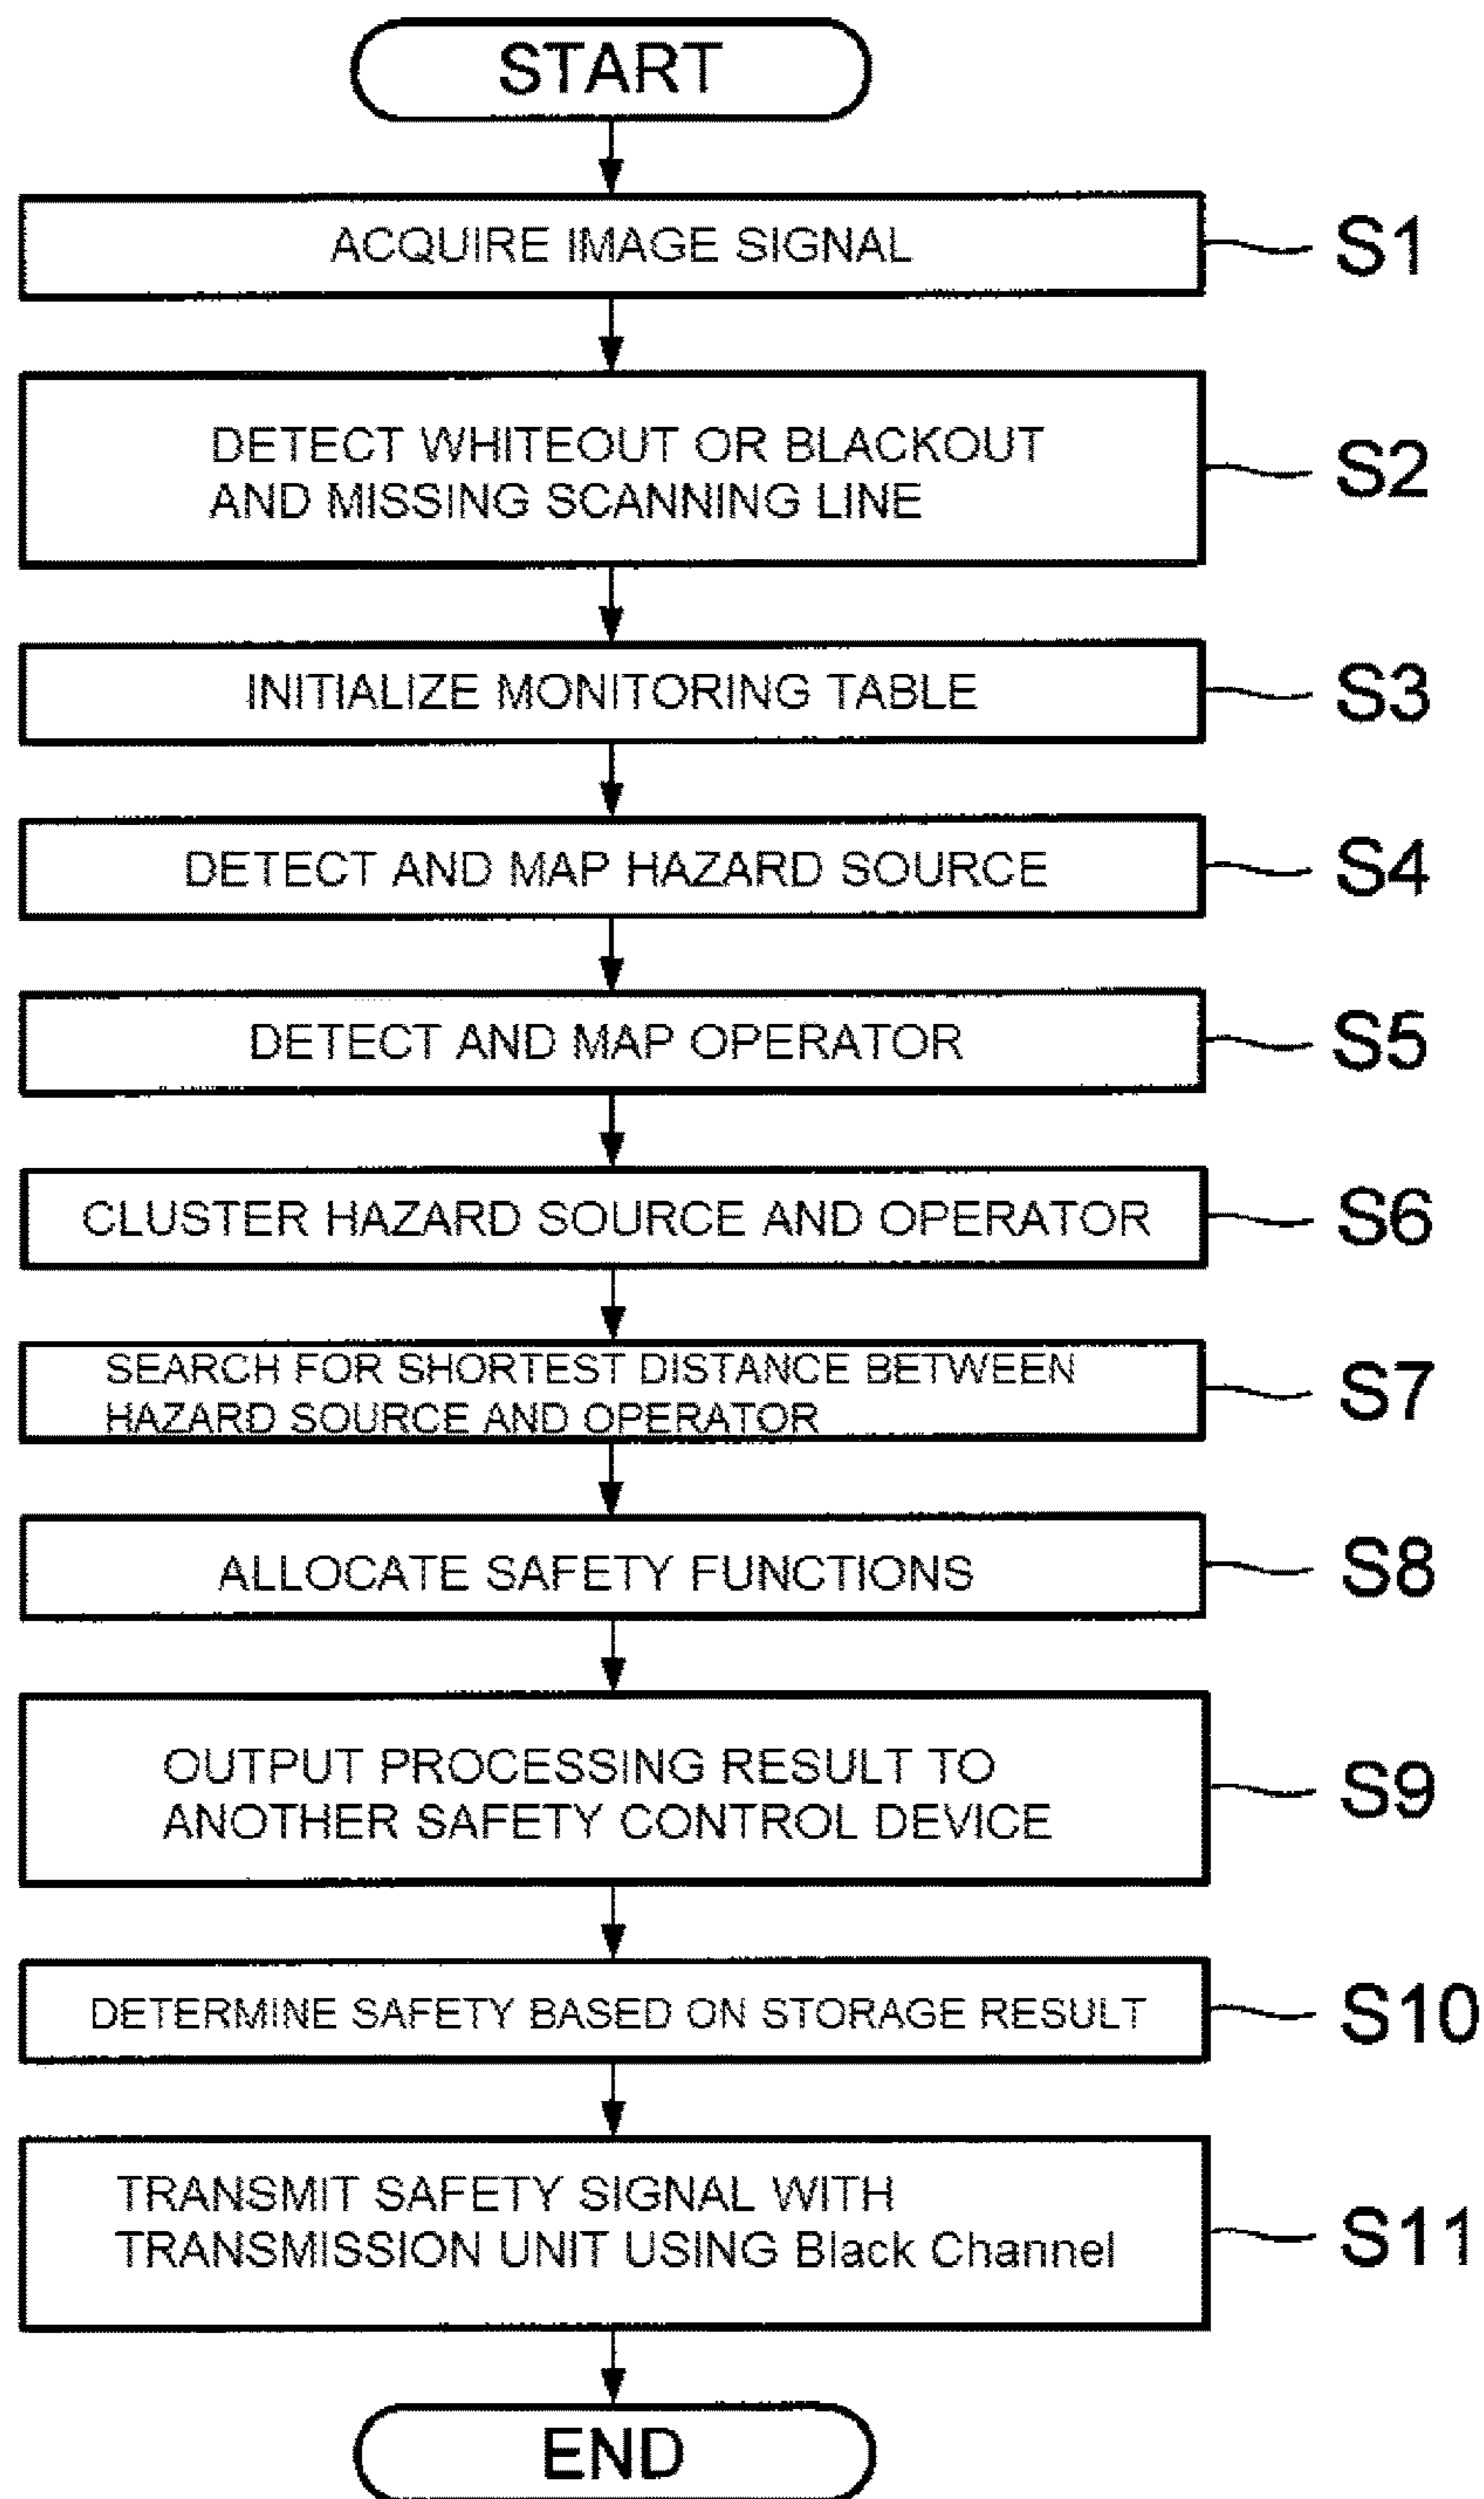 START
ACQUIRE IMAGE SIGNAL
S1
DETECT WHITEOUT OR BLACKOUT
AND MISSING SCANNING LINE
S2
INITIALIZE MONITORING TABLE
S3
DETECT AND MAP HAZARD SOURCE
S4
DETECT AND MAP OPERATOR
S5
CLUSTER HAZARD SOURCE AND OPERATOR
S6
SEARCH FOR SHORTEST DISTANCE BETWEEN
HAZARD SOURCE AND OPERATOR
S7
ALLOCATE SAFETY FUNCTIONS
S8
OUTPUT PROCESSING RESULT TO
ANOTHER SAFETY CONTROL DEVICE
S9
DETERMINE SAFETY BASED ON STORAGE RESULT
S10
TRANSMIT SAFETY SIGNAL WITH
TRANSMISSION UNIT USING Black Channel
S11
END